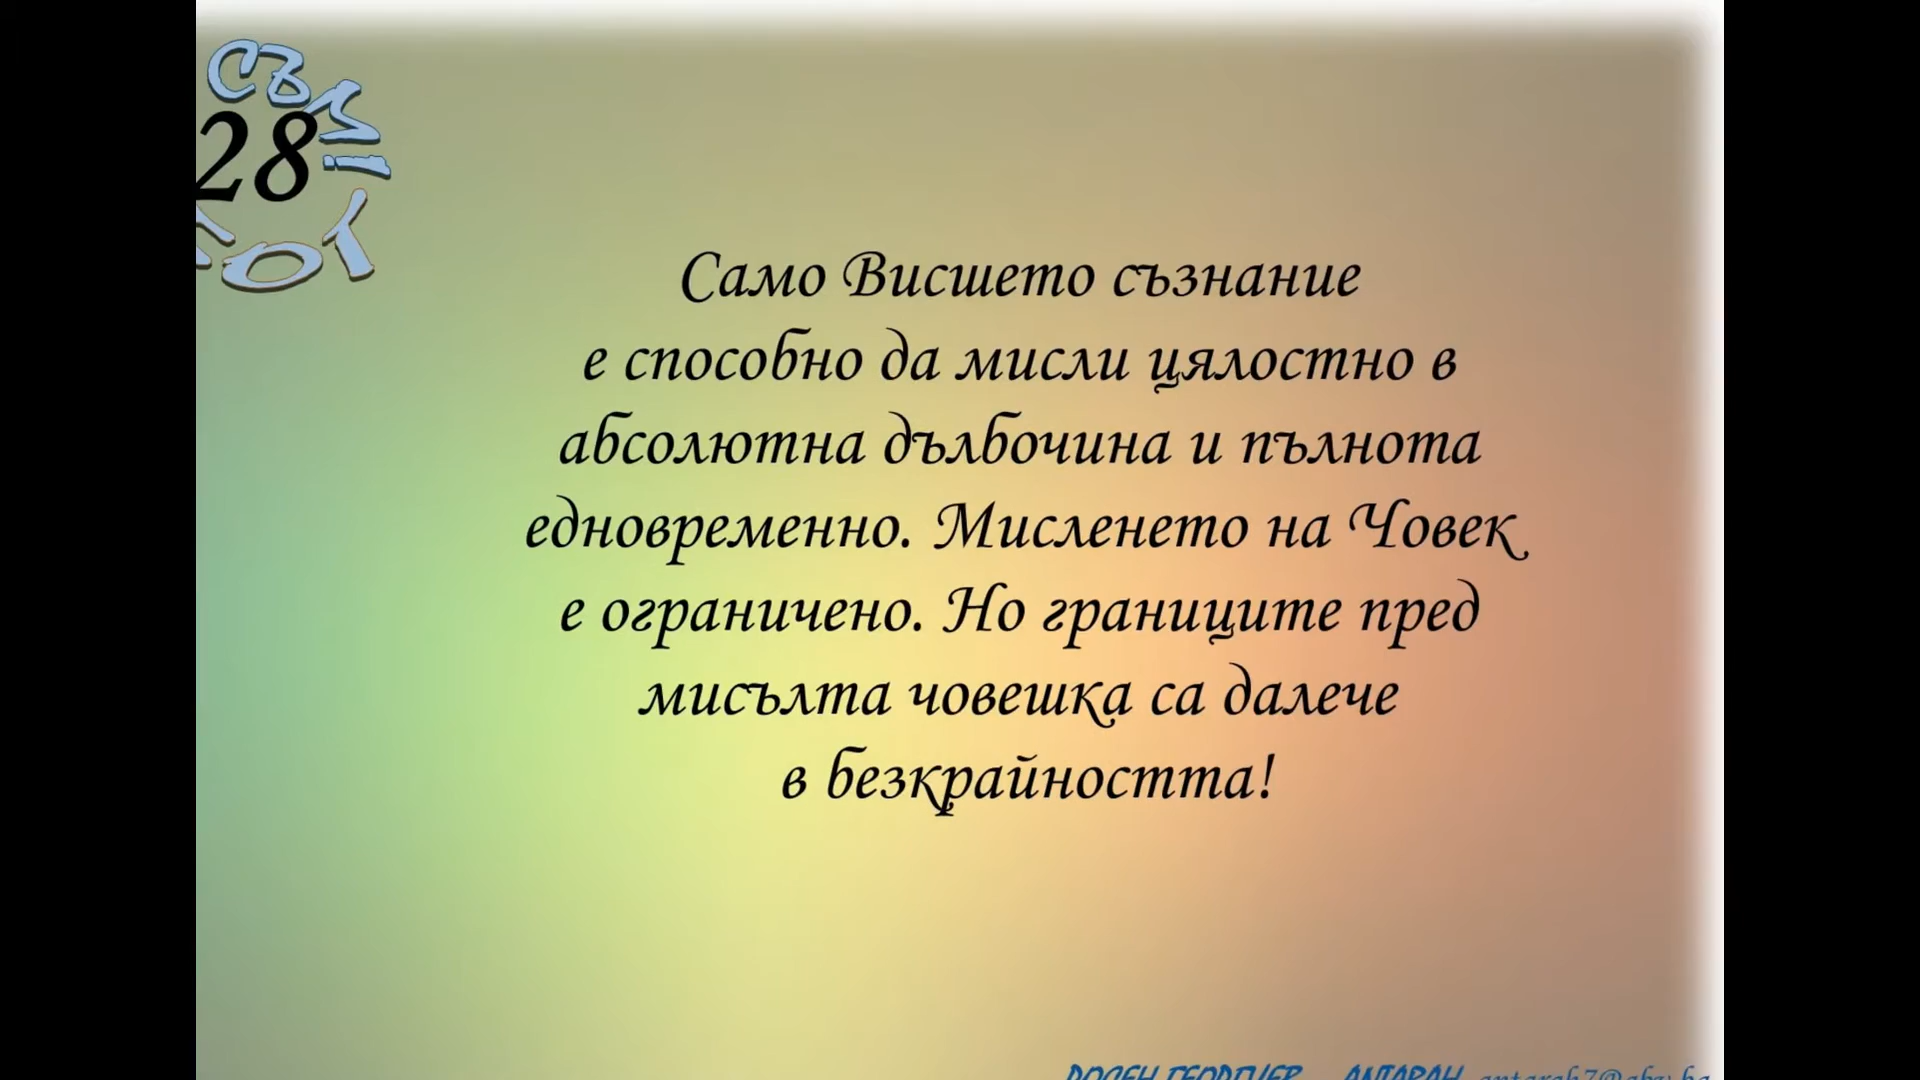 СЪМ!
28
Само Висшето съзнание
е способно да мисли цялостно в
абсолютна дълбочина и пълнота
едновременно. Мисленето на Човек
е ограничено. Но границите пред
мисълта човешка са далече
в безкрайността!